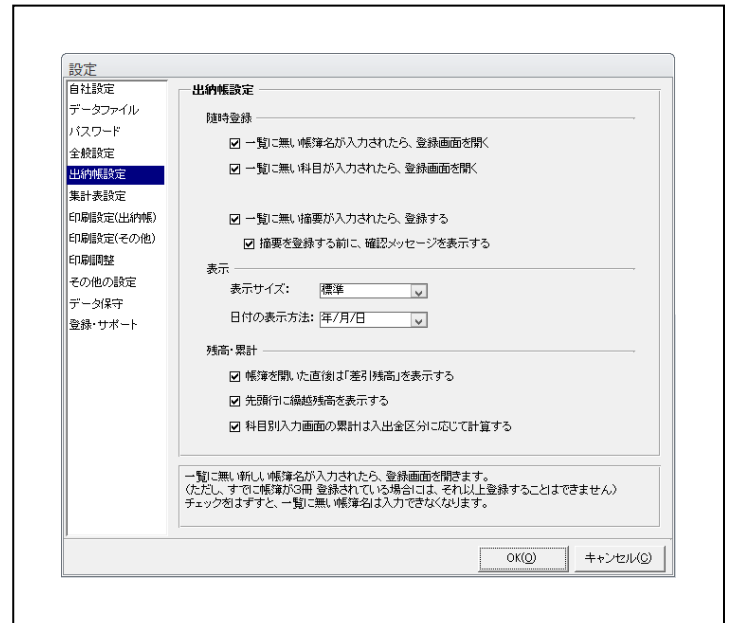 設定
自社設定
データファイル
パスワード
全般設定
出納帳設定
集計表設定
印刷設定(出納帳)
印刷設定(その他)
印刷調整
その他の設定
データ保守
登録・サポート
出納帳設定
随時登録
一覧に無い帳簿名が入力されたら、登録画面を開く
一覧に無い科目が入力されたら、登録画面を開く
一覧に無い摘要が入力されたら、登録する
摘要を登録する前に、確認メッセージを表示する
表示
表示サイズ： 標準
日付の表示方法： 年/月/日
残高・累計
帳簿を開いた直後は「差引残高」を表示する
先頭行に繰越残高を表示する
科目別入力画面の累計は入出金区分に応じて計算する
一覧に無い新しい帳簿名が入力されたら、登録画面を開きます。
（ただし、すでに帳簿が3冊 登録されている場合には、それ以上登録することはできません）
チェックをはずすと、一覧に無い帳簿名は入力できなくなります。
OK(O) キャンセル(C)